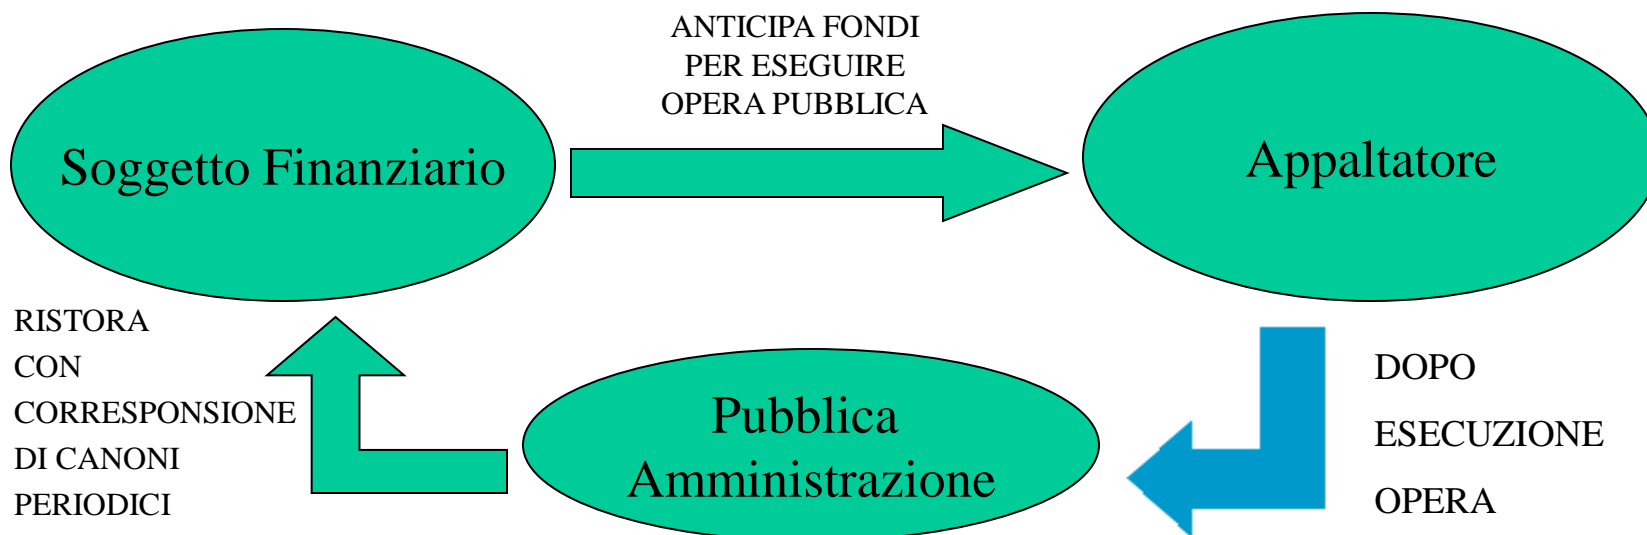 ANTICIPA FONDI
PER ESEGUIRE
OPERA PUBBLICA
Soggetto Finanziario
Appaltatore
RISTORA
CON
CORRESPONSIONE
DI CANONI
PERIODICI
Pubblica
Amministrazione
DOPO
ESECUZIONE
OPERA